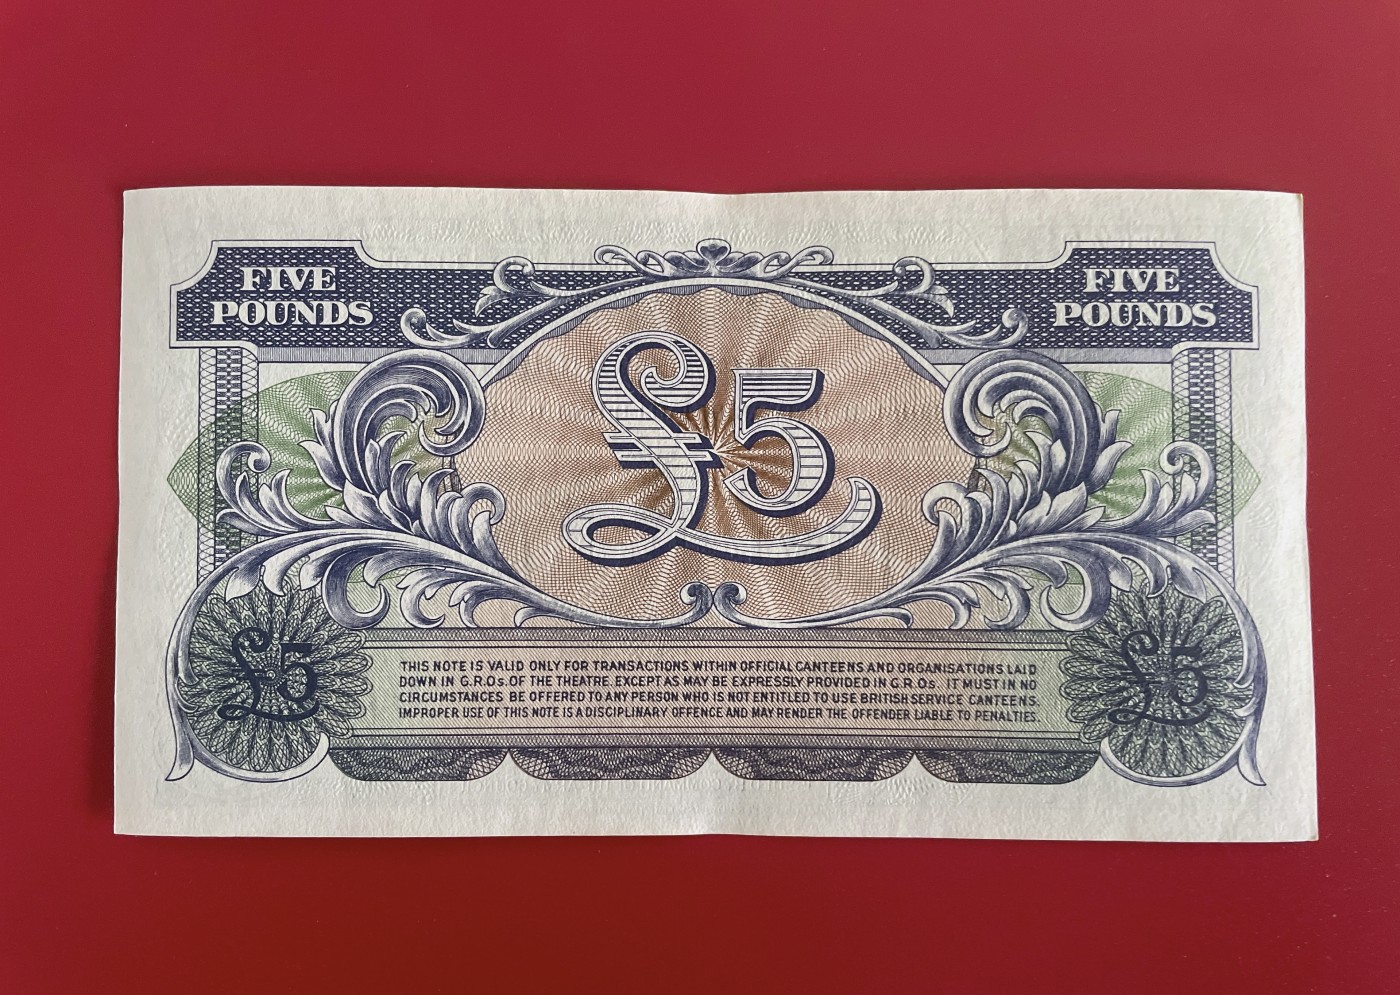 FIVE POUNDS
FIVE POUNDS
£5
£5
£5
THIS NOTE IS VALID ONLY FOR TRANSACTIONS WITHIN OFFICIAL CANTEENS AND ORGANISATIONS LAID
DOWN IN G.R.Os. OF THE THEATRE. EXCEPT AS MAY BE EXPRESSLY PROVIDED IN G.R.Os. IT MUST IN NO
CIRCUMSTANCES BE OFFERED TO ANY PERSON WHO IS NOT ENTITLED TO USE BRITISH SERVICE CANTEENS.
IMPROPER USE OF THIS NOTE IS A DISCIPLINARY OFFENCE AND MAY RENDER THE OFFENDER LIABLE TO PENALTIES.